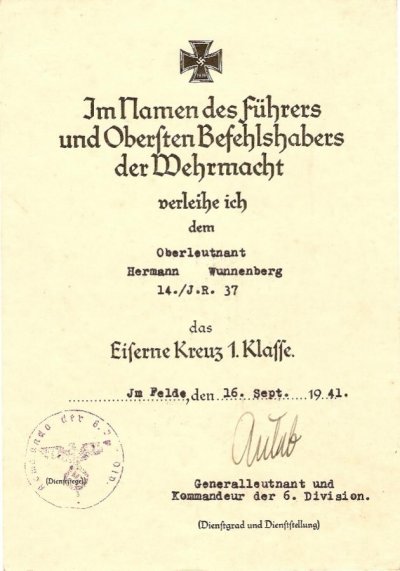 Im Namen des Führers
und Obersten Befehlshabers
der Wehrmacht
verleihe ich
dem
Oberleutnant
Hermann Wunnenberg
14./J.R. 37
das
Eiserne Kreuz 1. Klasse.
Jm Felde, den 16. Sept. 1941.
(Dienstsiegel)
Generalleutnant und
Kommandeur der 6. Division.
(Dienstgrad und Dienststellung)